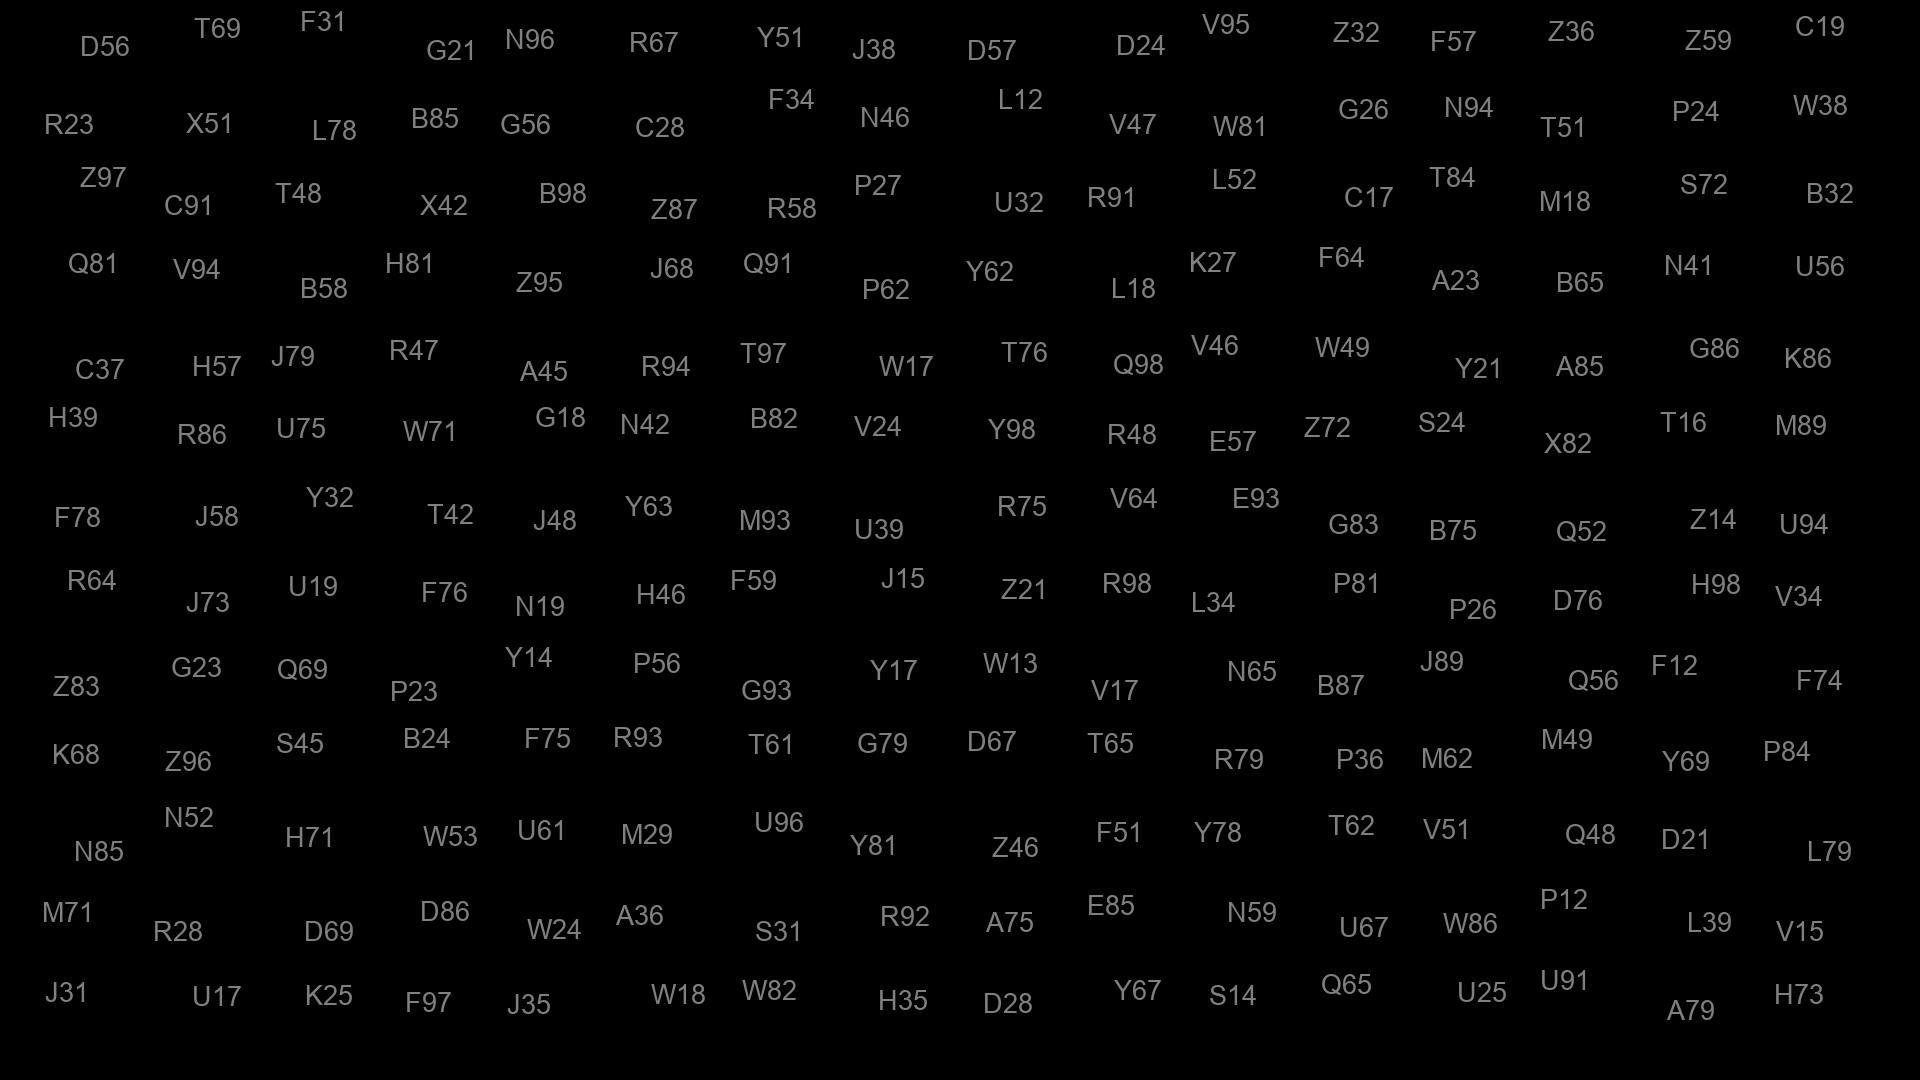 D56 T69 F31 G21 N96 R67 Y51 J38 D57 D24 V95 Z32 F57 Z36 Z59 C19
R23 X51 L78 B85 G56 C28 F34 N46 L12 V47 W81 G26 N94 T51 P24 W38
Z97 C91 T48 X42 B98 Z87 R58 P27 U32 R91 L52 C17 T84 M18 S72 B32
Q81 V94 B58 H81 Z95 J68 Q91 P62 Y62 L18 K27 F64 A23 B65 N41 U56
C37 H57 J79 R47 A45 R94 T97 W17 T76 Q98 V46 W49 Y21 A85 G86 K86
H39 R86 U75 W71 G18 N42 B82 V24 Y98 R48 E57 Z72 S24 X82 T16 M89
F78 J58 Y32 T42 J48 Y63 M93 U39 R75 V64 E93 G83 B75 Q52 Z14 U94
R64 J73 U19 F76 N19 H46 F59 J15 Z21 R98 L34 P81 P26 D76 H98 V34
Z83 G23 Q69 P23 Y14 P56 G93 Y17 W13 V17 N65 B87 J89 Q56 F12 F74
K68 Z96 S45 B24 F75 R93 T61 G79 D67 T65 R79 P36 M62 M49 Y69 P84
N85 N52 H71 W53 U61 M29 U96 Y81 Z46 F51 Y78 T62 V51 Q48 D21 L79
M71 R28 D69 D86 W24 A36 S31 R92 A75 E85 N59 U67 W86 P12 L39 V15
J31 U17 K25 F97 J35 W18 W82 H35 D28 Y67 S14 Q65 U25 U91 A79 H73